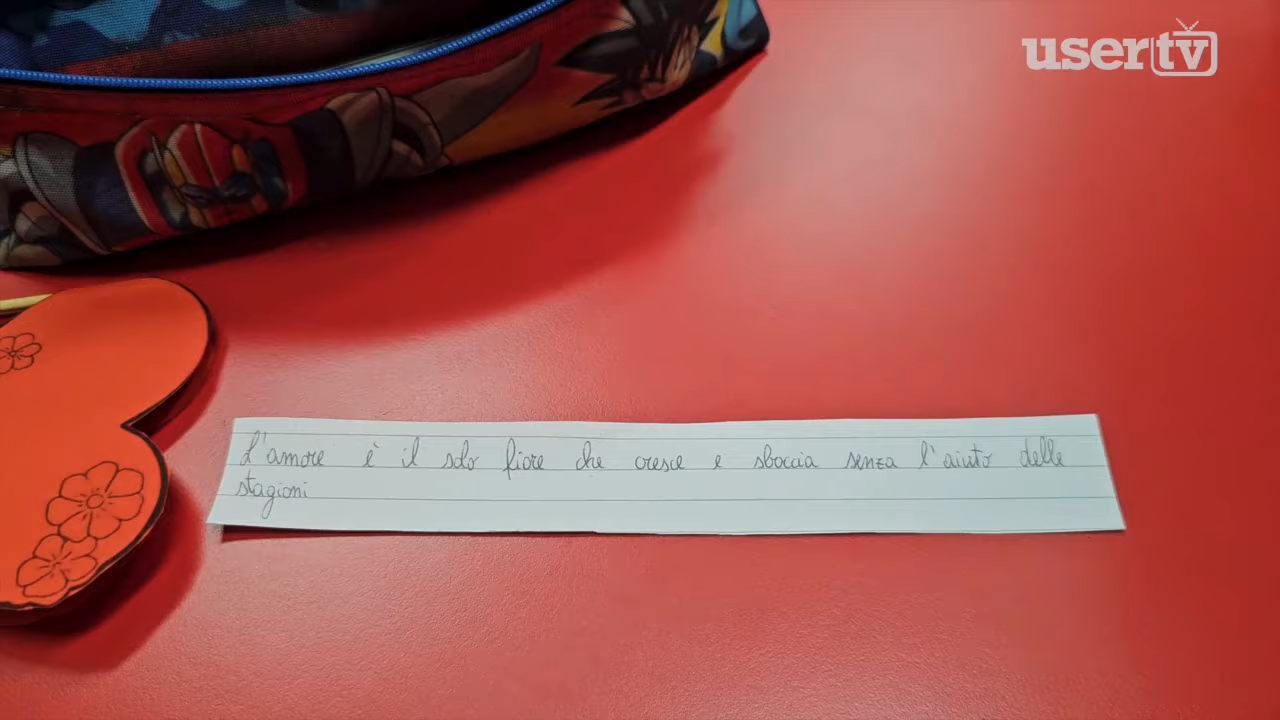 usertv
L'amore è il solo fiore che cresce e sboccia senza l'aiuto delle
stagioni